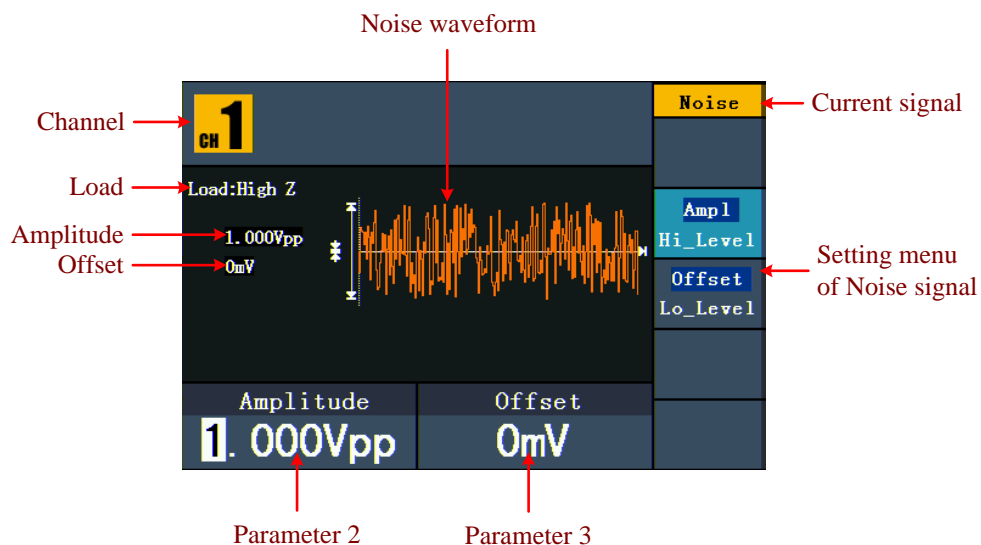 Noise waveform
Channel
CH 1
Noise
Current signal
Load
Load:High Z
Amplitude
1.000Vpp
Offset
0mV
Ampl
Hi_Level
Offset
Lo_Level
Setting menu
of Noise signal
Amplitude
Offset
1.000Vpp
0mV
Parameter 2
Parameter 3